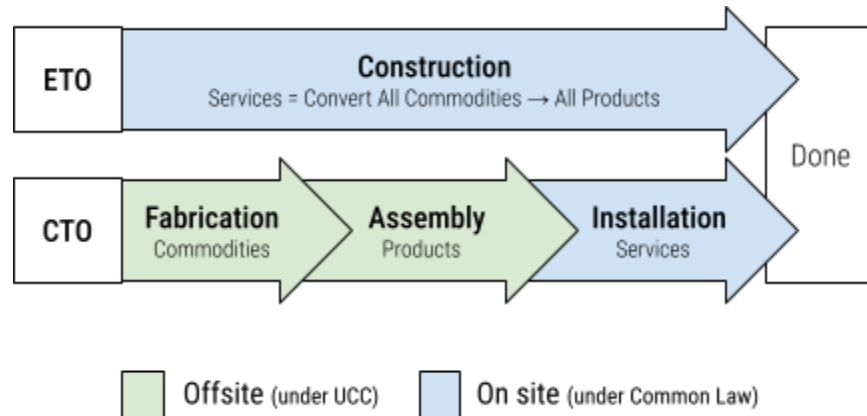 ETO
Construction
Services = Convert All Commodities → All Products
Done
CTO
Fabrication
Commodities
Assembly
Products
Installation
Services
Offsite (under UCC)
On site (under Common Law)